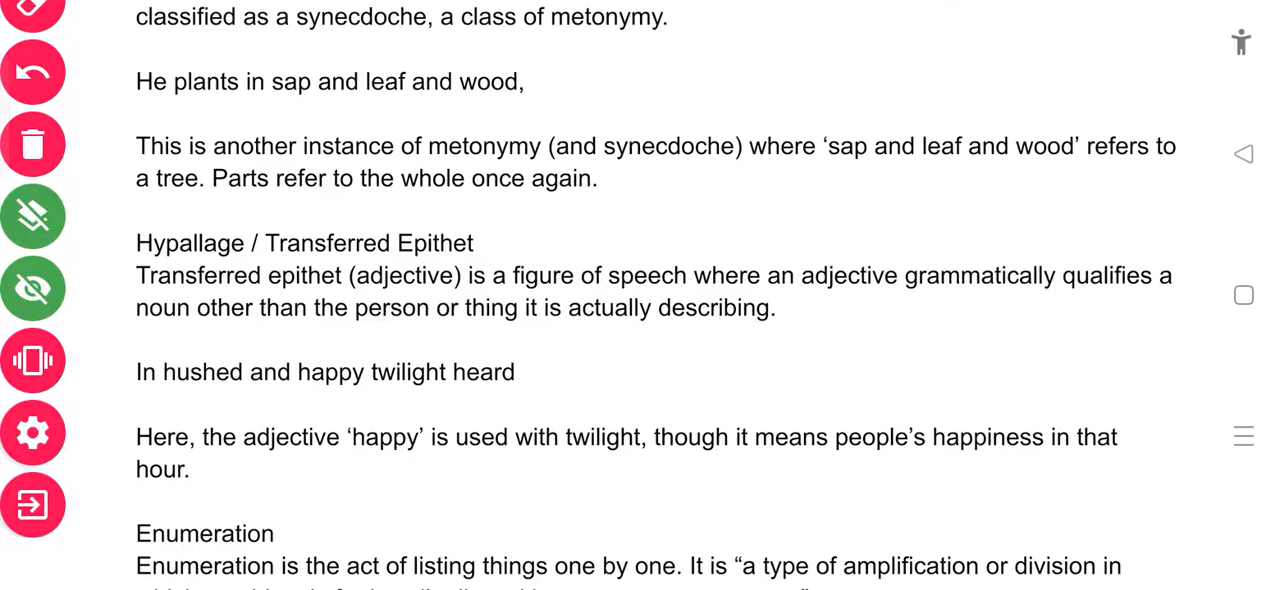 classified as a synecdoche, a class of metonymy.
He plants in sap and leaf and wood,
This is another instance of metonymy (and synecdoche) where ‘sap and leaf and wood’ refers to
a tree. Parts refer to the whole once again.
Hypallage / Transferred Epithet
Transferred epithet (adjective) is a figure of speech where an adjective grammatically qualifies a
noun other than the person or thing it is actually describing.
In hushed and happy twilight heard
Here, the adjective ‘happy’ is used with twilight, though it means people’s happiness in that
hour.
Enumeration
Enumeration is the act of listing things one by one. It is “a type of amplification or division in